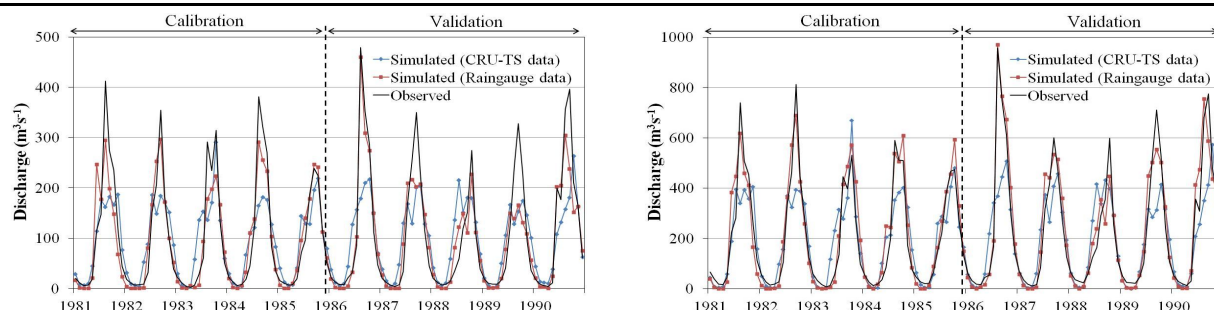 Calibration
Validation
Discharge (m³s⁻¹)
500
400
300
200
100
0
Simulated (CRU-TS data)
Simulated (Raingauge data)
Observed
1981 1982 1983 1984 1985 1986 1987 1988 1989 1990
Calibration
Validation
Discharge (m³s⁻¹)
1000
800
600
400
200
0
Simulated (CRU-TS data)
Simulated (Raingauge data)
Observed
1981 1982 1983 1984 1985 1986 1987 1988 1989 1990